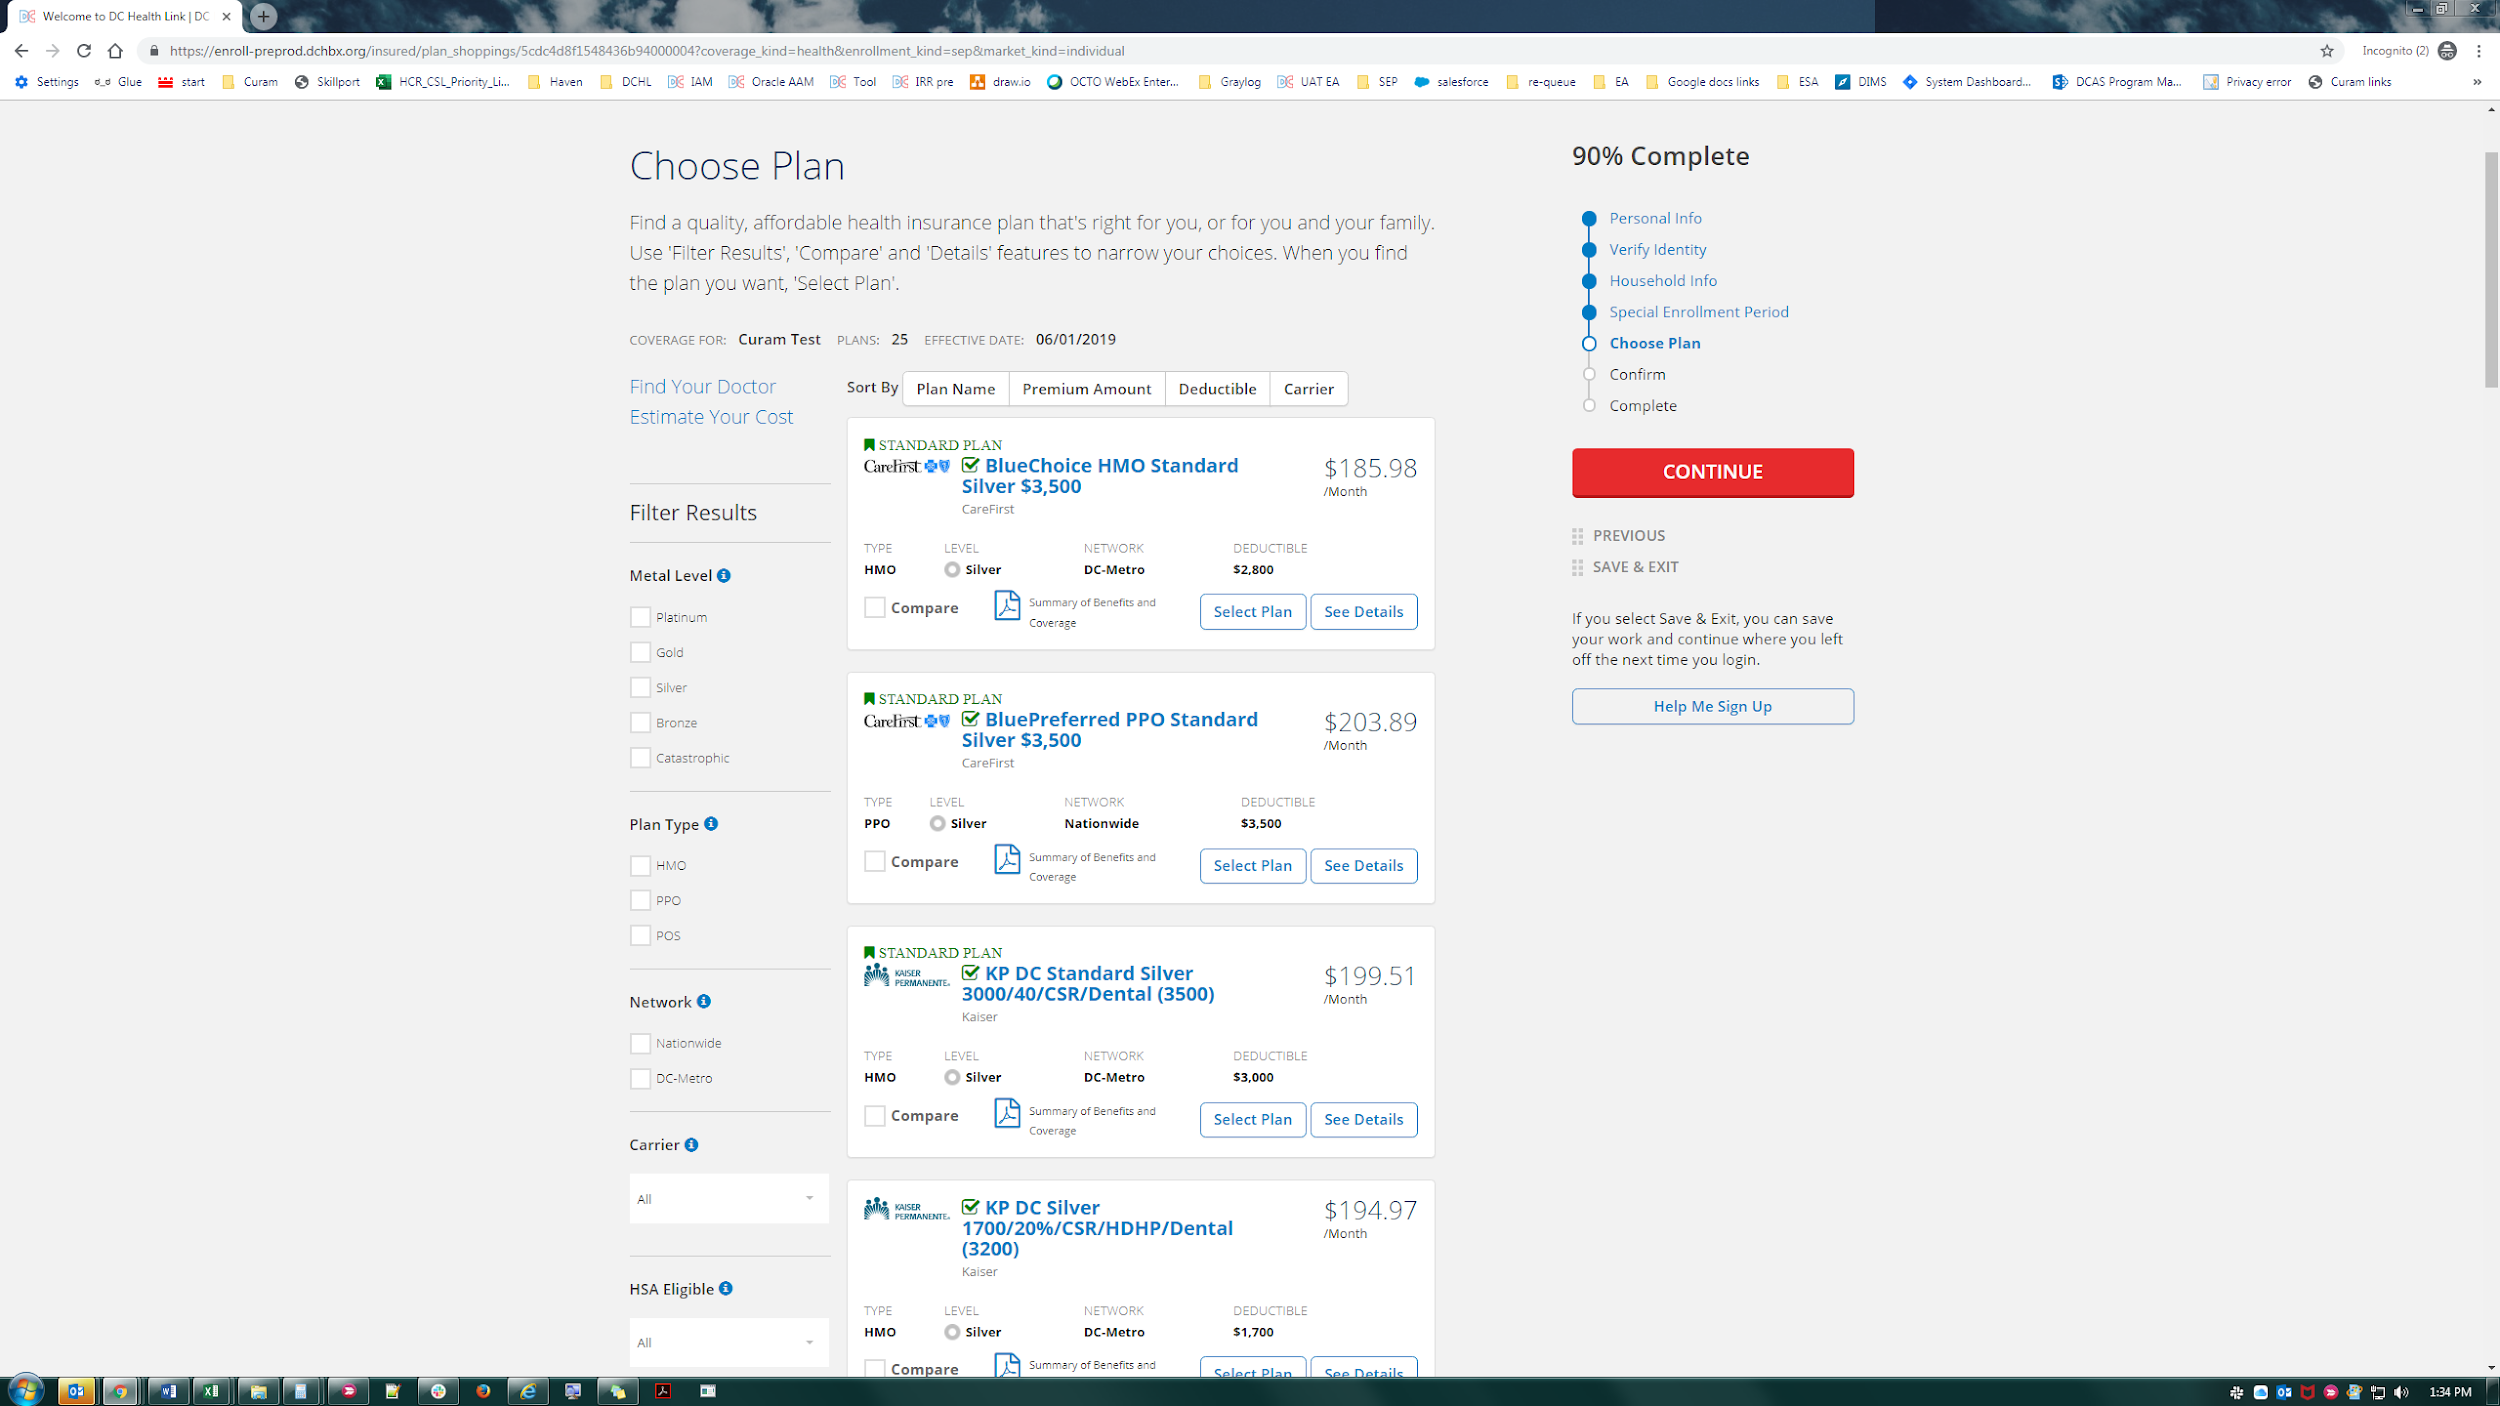 Welcome to DC Health Link | DC
https://enroll-preprod.dchbx.org/insured/plan_shoppings/5cdc4d8f1548436b94000004?coverage_kind=health&enrollment_kind=sep&market_kind=individual
Incognito (2)
Settings Glue start Curam Skillport HCR_CSL_Priority_Li... Haven DCHL IAM Oracle AAM Tool IRR pre draw.io OCTO WebEx Enter... Graylog UAT EA SEP salesforce re-queue EA Google docs links ESA DIMS System Dashboard... DCAS Program Ma... Privacy error Curam links »
Choose Plan
Find a quality, affordable health insurance plan that's right for you, or for you and your family.
Use 'Filter Results', 'Compare' and 'Details' features to narrow your choices. When you find
the plan you want, 'Select Plan'.
COVERAGE FOR: Curam Test PLANS: 25 EFFECTIVE DATE: 06/01/2019
Find Your Doctor
Estimate Your Cost
Filter Results
Metal Level
Platinum
Gold
Silver
Bronze
Catastrophic
Plan Type
HMO
PPO
POS
Network
Nationwide
DC-Metro
Carrier
All
HSA Eligible
All
Sort By Plan Name Premium Amount Deductible Carrier
STANDARD PLAN
CareFirst BlueChoice HMO Standard
Silver $3,500
CareFirst
$185.98
/Month
TYPE LEVEL NETWORK DEDUCTIBLE
HMO Silver DC-Metro $2,800
Compare Summary of Benefits and
Coverage
Select Plan See Details
STANDARD PLAN
CareFirst BluePreferred PPO Standard
Silver $3,500
CareFirst
$203.89
/Month
TYPE LEVEL NETWORK DEDUCTIBLE
PPO Silver Nationwide $3,500
Compare Summary of Benefits and
Coverage
Select Plan See Details
STANDARD PLAN
KAISER
PERMANENTE.
KP DC Standard Silver
3000/40/CSR/Dental (3500)
Kaiser
$199.51
/Month
TYPE LEVEL NETWORK DEDUCTIBLE
HMO Silver DC-Metro $3,000
Compare Summary of Benefits and
Coverage
Select Plan See Details
KAISER
PERMANENTE.
KP DC Silver
1700/20%/CSR/HDHP/Dental
(3200)
Kaiser
$194.97
/Month
TYPE LEVEL NETWORK DEDUCTIBLE
HMO Silver DC-Metro $1,700
Compare Summary of Benefits and
Select Plan See Details
90% Complete
Personal Info
Verify Identity
Household Info
Special Enrollment Period
Choose Plan
Confirm
Complete
CONTINUE
PREVIOUS
SAVE & EXIT
If you select Save & Exit, you can save
your work and continue where you left
off the next time you login.
Help Me Sign Up
1:34 PM